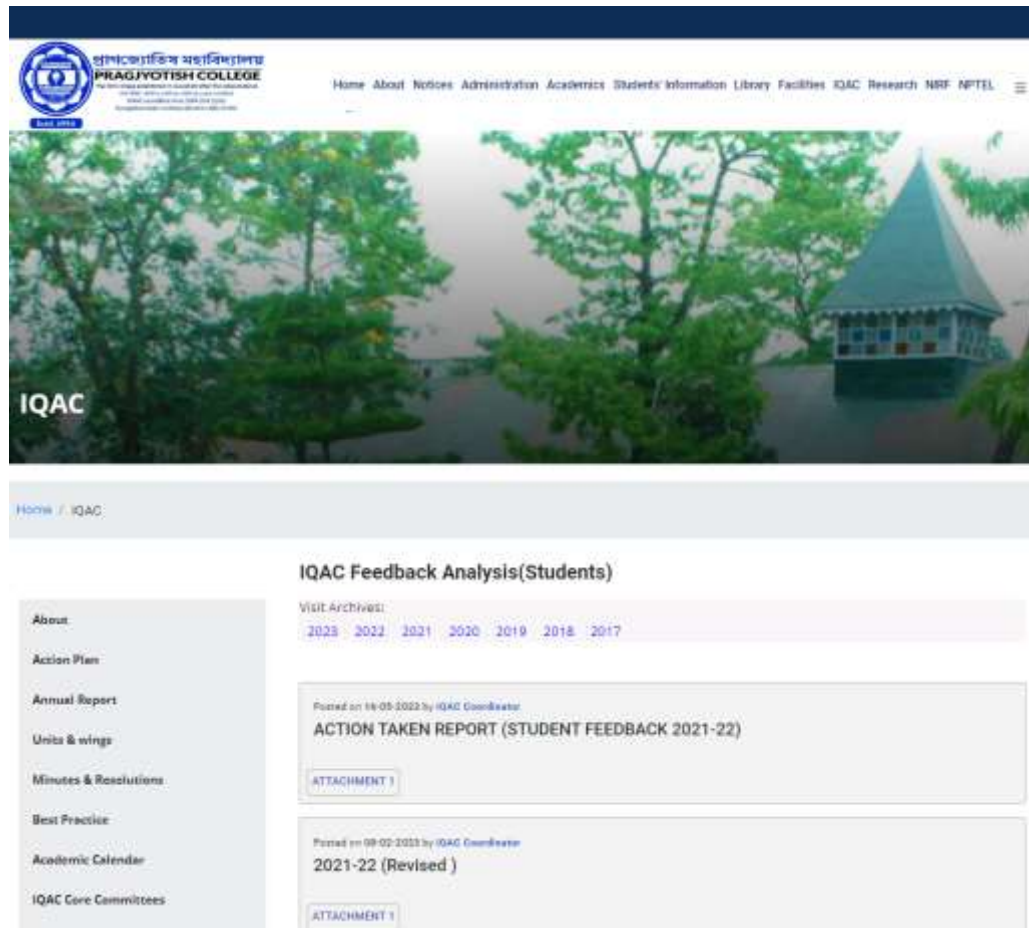 প্রাগজ্যোতিষ মহাবিদ্যালয়
PRAGJYOTISH COLLEGE
Estd. 1954
Home About Notices Administration Academics Students' Information Library Facilities IQAC Research NIRF NPTEL
IQAC
Home / IQAC
IQAC Feedback Analysis(Students)
Visit Archives:
2023 2022 2021 2020 2019 2018 2017
About
Action Plan
Annual Report
Units & wings
Minutes & Resolutions
Best Practice
Academic Calendar
IQAC Core Committees
Posted on by IQAC Coordinator
ACTION TAKEN REPORT (STUDENT FEEDBACK 2021-22)
ATTACHMENT 1
Posted on by IQAC Coordinator
2021-22 (Revised )
ATTACHMENT 1